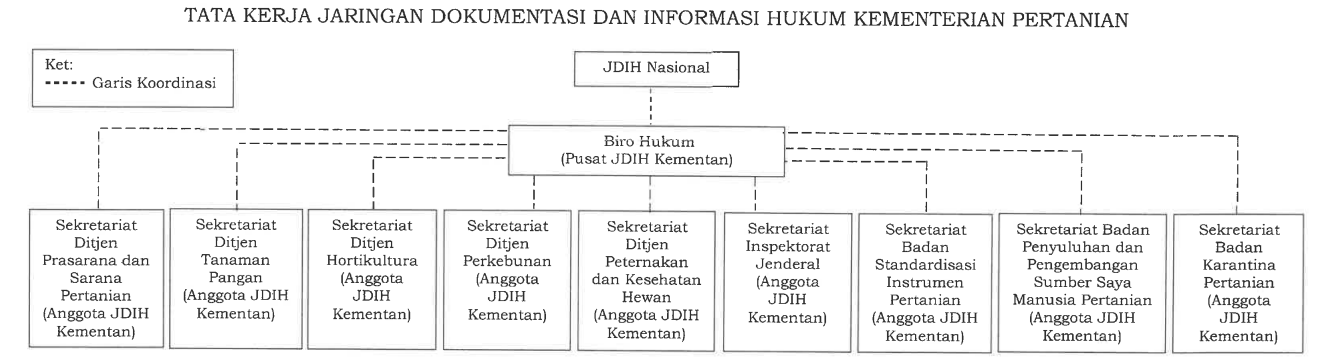 TATA KERJA JARINGAN DOKUMENTASI DAN INFORMASI HUKUM KEMENTERIAN PERTANIAN
Ket:
----- Garis Koordinasi
JDIH Nasional
Biro Hukum
(Pusat JDIH Kementan)
Sekretariat
Ditjen
Prasarana dan
Sarana
Pertanian
(Anggota JDIH
Kementan)
Sekretariat
Ditjen
Tanaman
Pangan
(Anggota JDIH
Kementan)
Sekretariat
Ditjen
Hortikultura
(Anggota
JDIH
Kementan)
Sekretariat
Ditjen
Perkebunan
(Anggota
JDIH
Kementan)
Sekretariat
Ditjen
Peternakan
dan Kesehatan
Hewan
(Anggota JDIH
Kementan)
Sekretariat
Inspektorat
Jenderal
(Anggota
JDIH
Kementan)
Sekretariat
Badan
Standardisasi
Instrumen
Pertanian
(Anggota JDIH
Kementan)
Sekretariat Badan
Penyuluhan dan
Pengembangan
Sumber Saya
Manusia Pertanian
(Anggota JDIH
Kementan)
Sekretariat
Badan
Karantina
Pertanian
(Anggota
JDIH
Kementan)